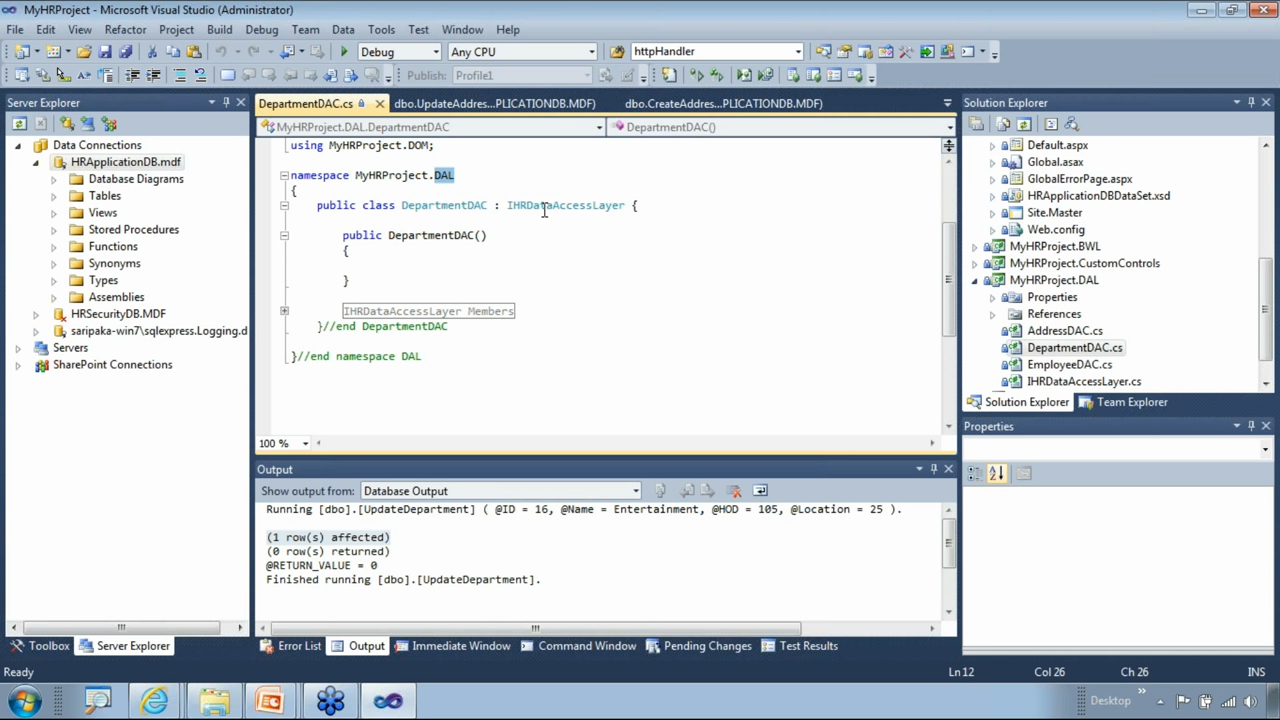 MyHRProject - Microsoft Visual Studio (Administrator)
File Edit View Refactor Project Build Debug Team Data Tools Test Window Help
Debug Any CPU httpHandler
Publish: Profile1
Server Explorer
Data Connections
HRApplicationDB.mdf
Database Diagrams
Tables
Views
Stored Procedures
Functions
Synonyms
Types
Assemblies
HRSecurityDB.MDF
saripaka-win7\sqlexpress.Logging.d
Servers
SharePoint Connections
Toolbox Server Explorer
DepartmentDAC.cs dbo.UpdateAddres...PLICATIONDB.MDF) dbo.CreateAddres...PLICATIONDB.MDF)
MyHRProject.DAL.DepartmentDAC DepartmentDAC()
using MyHRProject.DOM;
namespace MyHRProject.DAL
{
public class DepartmentDAC : IHRDataAccessLayer {
public DepartmentDAC()
{
}
IHRDataAccessLayer Members
}//end DepartmentDAC
}//end namespace DAL
100 %
Output
Show output from: Database Output
Running [dbo].[UpdateDepartment] ( @ID = 16, @Name = Entertainment, @HOD = 105, @Location = 25 ).
(1 row(s) affected)
(0 row(s) returned)
@RETURN_VALUE = 0
Finished running [dbo].[UpdateDepartment].
Error List Output Immediate Window Command Window Pending Changes Test Results
Solution Explorer
Default.aspx
Global.asax
GlobalErrorPage.aspx
HRApplicationDBDataSet.xsd
Site.Master
Web.config
MyHRProject.BWL
MyHRProject.CustomControls
MyHRProject.DAL
Properties
References
AddressDAC.cs
DepartmentDAC.cs
EmployeeDAC.cs
IHRDataAccessLayer.cs
Solution Explorer Team Explorer
Properties
Ready Ln 12 Col 26 Ch 26 INS
Desktop